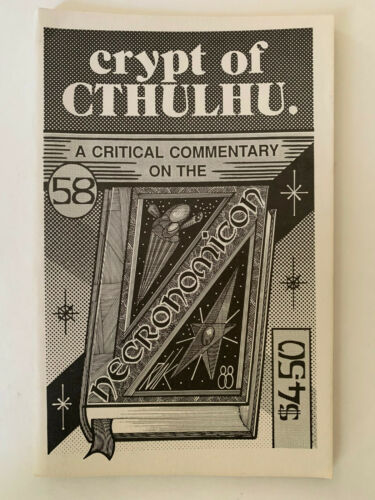 crypt of
CTHULHU.
A CRITICAL COMMENTARY
ON THE
58
NECRONOMICON
88
$4.50